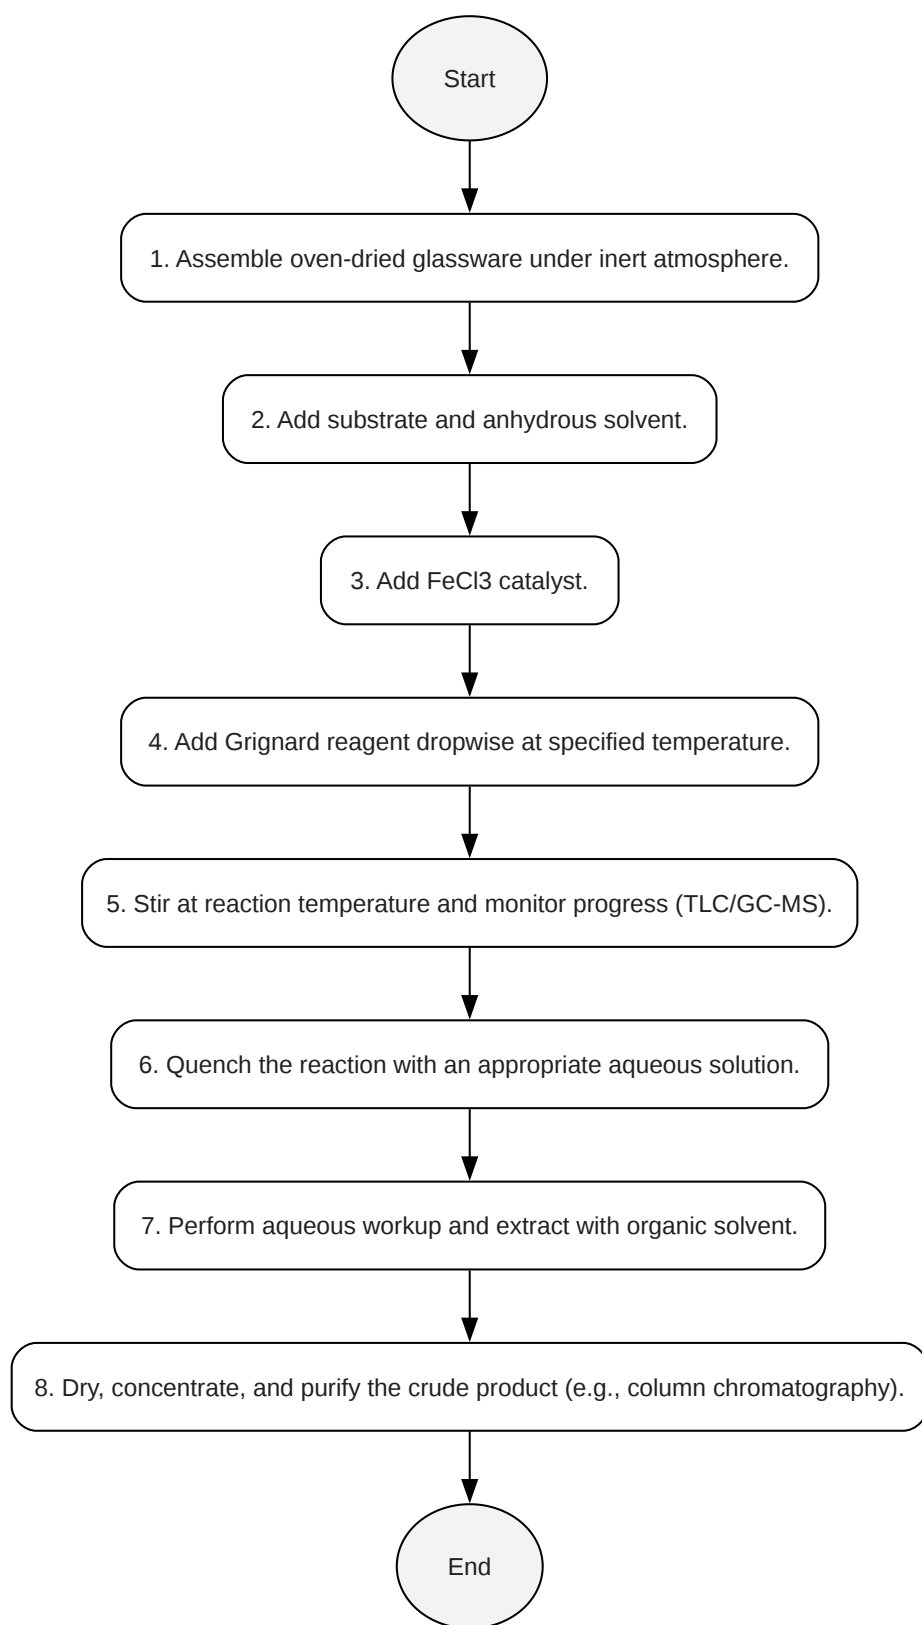 Start
1. Assemble oven-dried glassware under inert atmosphere.
2. Add substrate and anhydrous solvent.
3. Add FeCl3 catalyst.
4. Add Grignard reagent dropwise at specified temperature.
5. Stir at reaction temperature and monitor progress (TLC/GC-MS).
6. Quench the reaction with an appropriate aqueous solution.
7. Perform aqueous workup and extract with organic solvent.
8. Dry, concentrate, and purify the crude product (e.g., column chromatography).
End